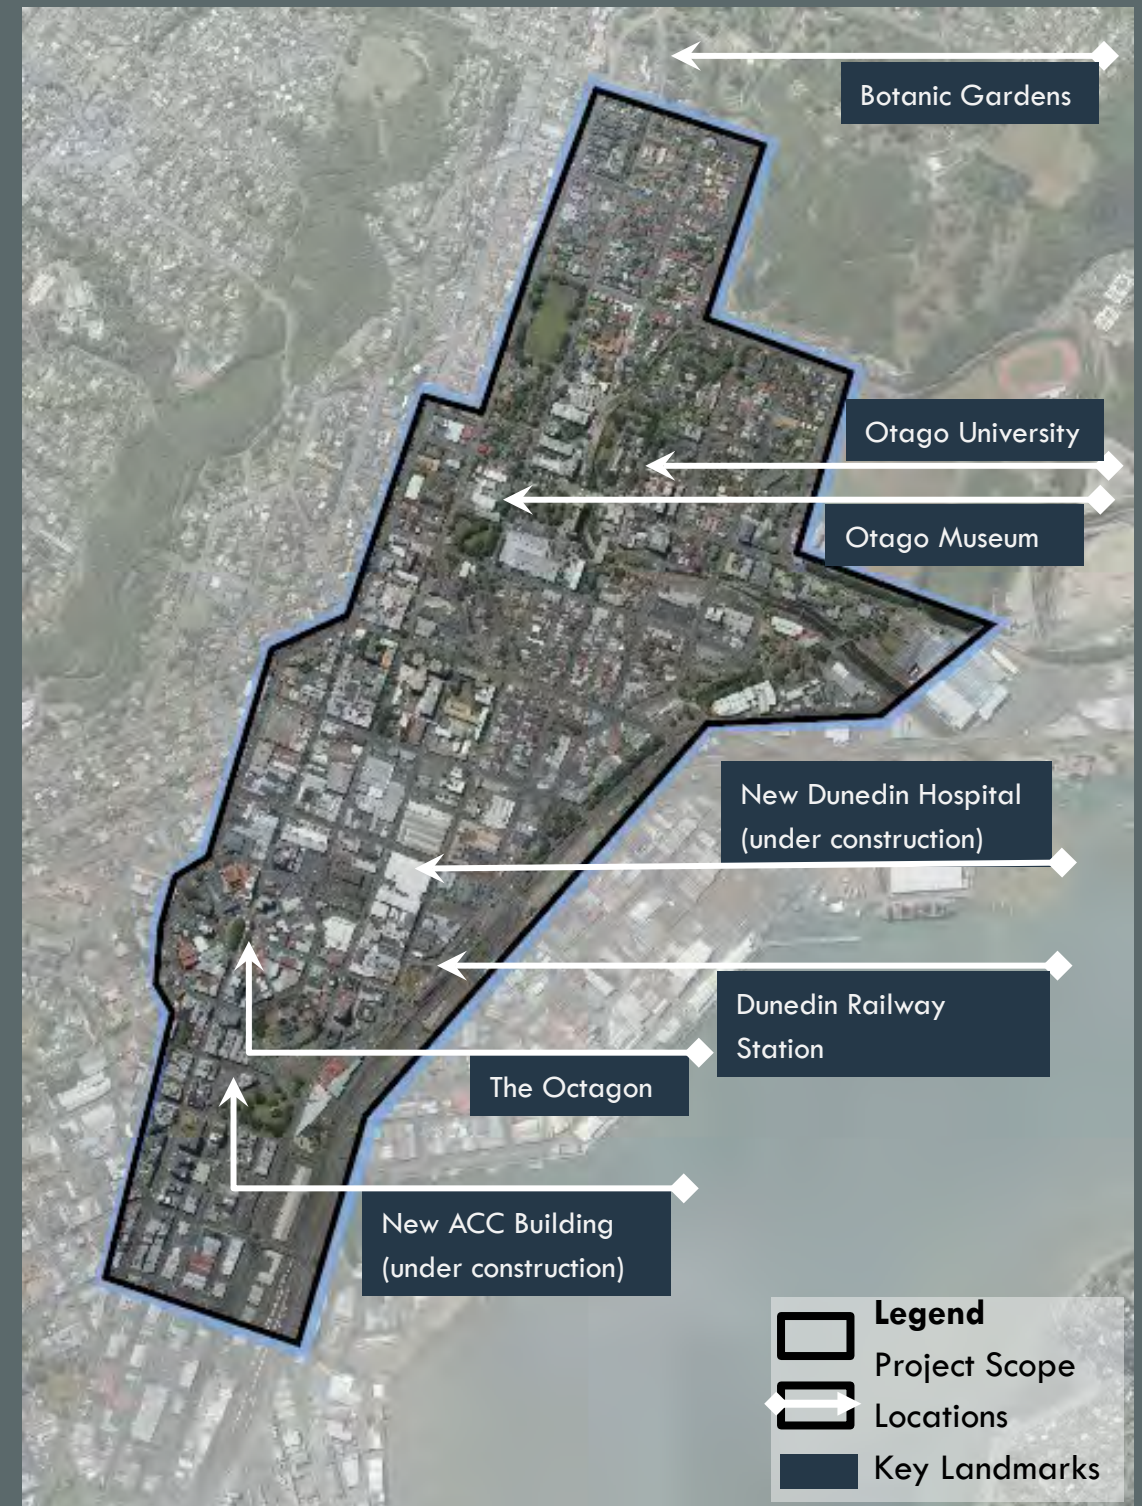 Botanic Gardens
Otago University
Otago Museum
New Dunedin Hospital
(under construction)
Dunedin Railway
Station
The Octagon
New ACC Building
(under construction)
Legend
Project Scope
Locations
Key Landmarks